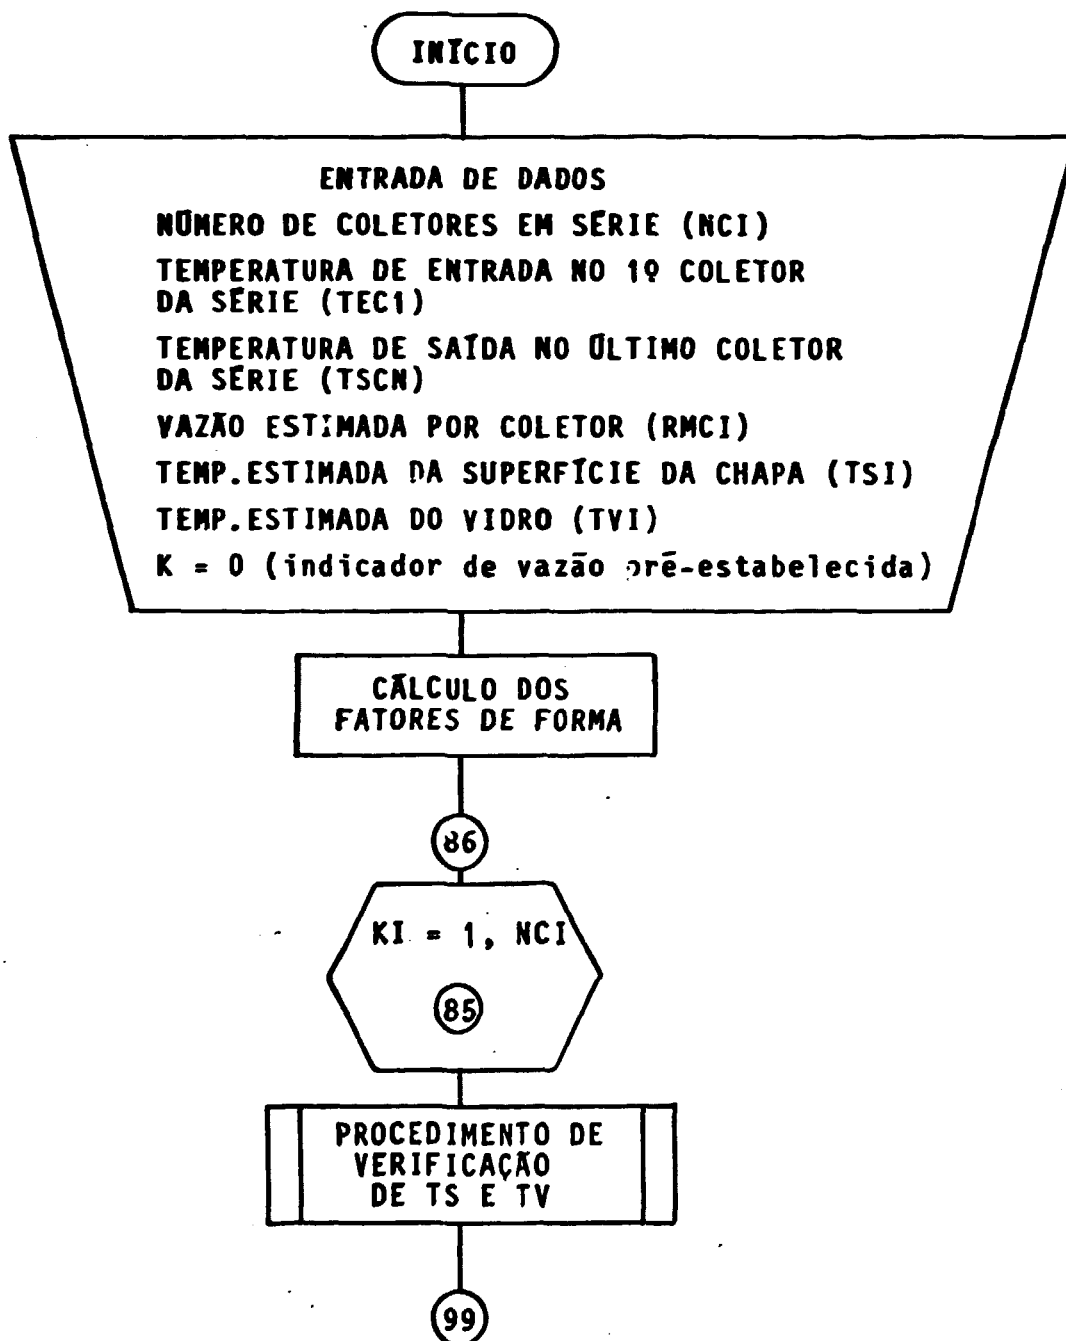 INÍCIO
ENTRADA DE DADOS
NÚMERO DE COLETORES EM SÉRIE (NCI)
TEMPERATURA DE ENTRADA NO 1º COLETOR
DA SÉRIE (TEC1)
TEMPERATURA DE SAÍDA NO ÚLTIMO COLETOR
DA SÉRIE (TSCN)
VAZÃO ESTIMADA POR COLETOR (RMCI)
TEMP.ESTIMADA DA SUPERFÍCIE DA CHAPA (TSI)
TEMP.ESTIMADA DO VIDRO (TVI)
K = 0 (indicador de vazão pré-estabelecida)
CÁLCULO DOS
FATORES DE FORMA
86
KI = 1, NCI
85
PROCEDIMENTO DE
VERIFICAÇÃO
DE TS E TV
99